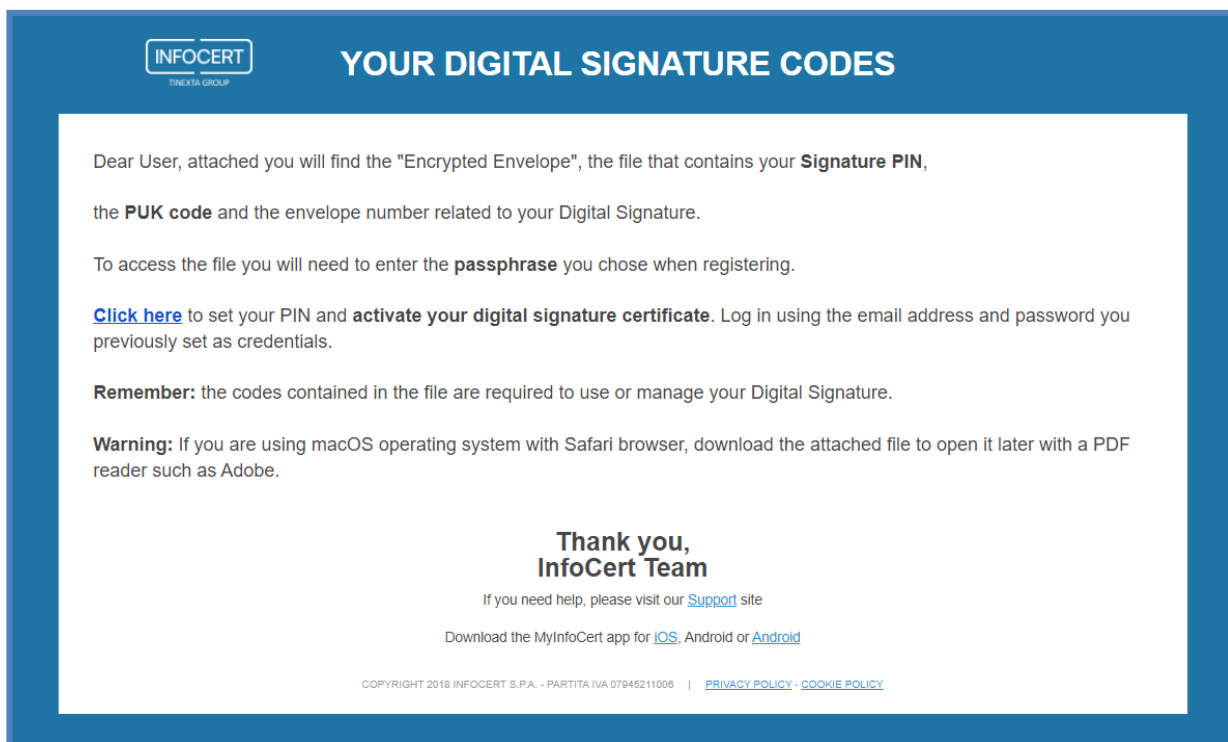 INFOCERT
TINEXTA GROUP
YOUR DIGITAL SIGNATURE CODES
Dear User, attached you will find the "Encrypted Envelope", the file that contains your Signature PIN,
the PUK code and the envelope number related to your Digital Signature.
To access the file you will need to enter the passphrase you chose when registering.
Click here to set your PIN and activate your digital signature certificate. Log in using the email address and password you
previously set as credentials.
Remember: the codes contained in the file are required to use or manage your Digital Signature.
Warning: If you are using macOS operating system with Safari browser, download the attached file to open it later with a PDF
reader such as Adobe.
Thank you,
InfoCert Team
If you need help, please visit our Support site
Download the MyInfoCert app for iOS, Android or Android
COPYRIGHT 2018 INFOCERT S.P.A. - PARTITA IVA 07945211006 | PRIVACY POLICY - COOKIE POLICY